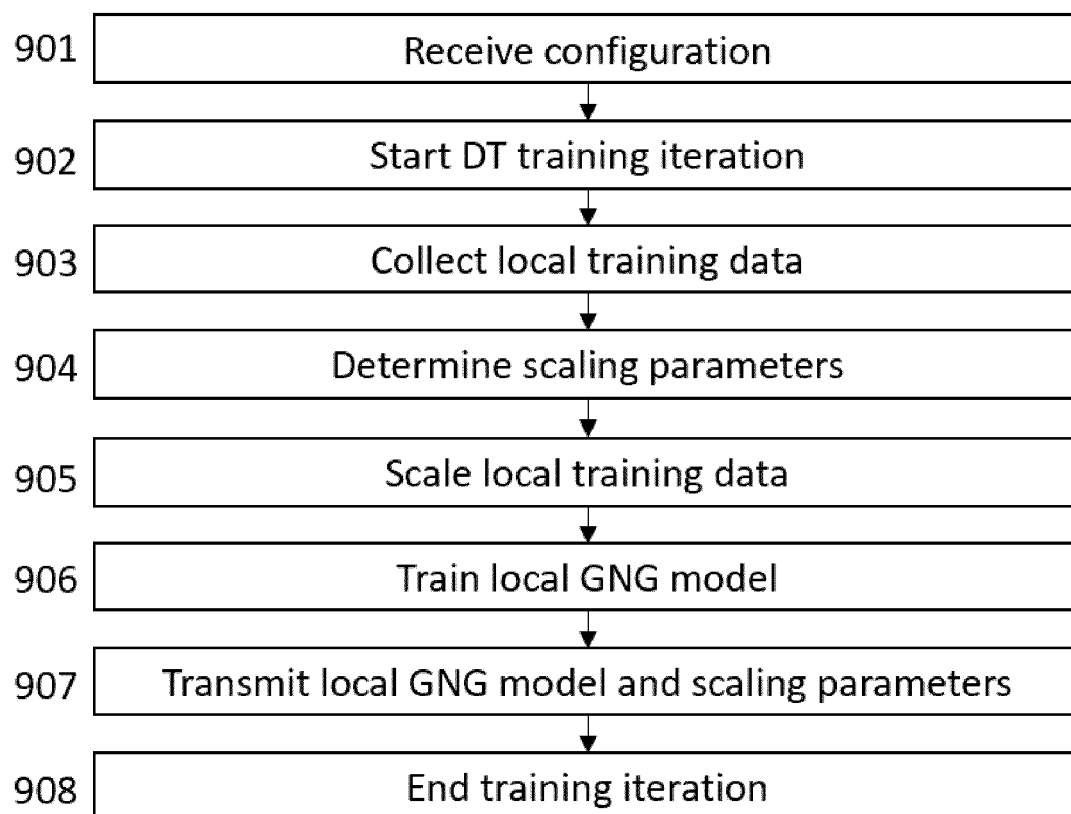 901 Receive configuration
902 Start DT training iteration
903 Collect local training data
904 Determine scaling parameters
905 Scale local training data
906 Train local GNG model
907 Transmit local GNG model and scaling parameters
908 End training iteration